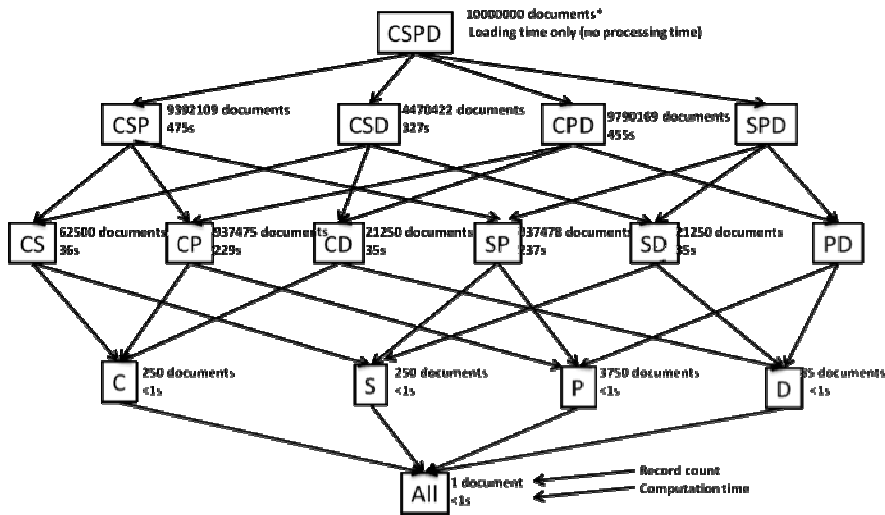 CSPD
10000000 documents*
Loading time only (no processing time)
CSP
9392109 documents
475s
CSD
4470422 documents
327s
CPD
9790169 documents
455s
SPD
CS
62500 documents
36s
CP
937475 documents
229s
CD
21250 documents
35s
SP
937478 documents
237s
SD
21250 documents
35s
PD
C
250 documents
<1s
S
250 documents
<1s
P
3750 documents
<1s
D
85 documents
<1s
All
1 document
<1s
Record count
Computation time